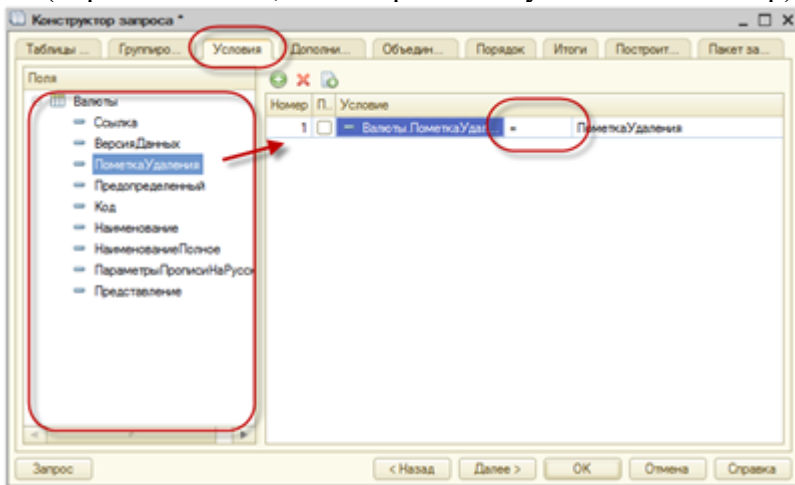 Конструктор запроса *
Таблицы ... Группиро... Условия Дополни... Объедин... Порядок Итоги Построит... Пакет за...
Поля
Номер П.. Условие
Валюты
1 Валюты.ПометкаУдал... = ПометкаУдаления
Ссылка
ВерсияДанных
ПометкаУдаления
Предопределенный
Код
Наименование
НаименованиеПолное
ПараметрыПрописиНаРусск
Представление
Запрос < Назад Далее > ОК Отмена Справка